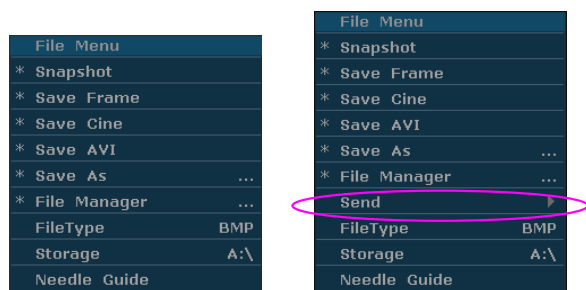 File Menu
* Snapshot
* Save Frame
* Save Cine
* Save AVI
* Save As ...
* File Manager ...
FileType BMP
Storage A:\
Needle Guide
File Menu
* Snapshot
* Save Frame
* Save Cine
* Save AVI
* Save As ...
* File Manager ...
Send
FileType BMP
Storage A:\
Needle Guide